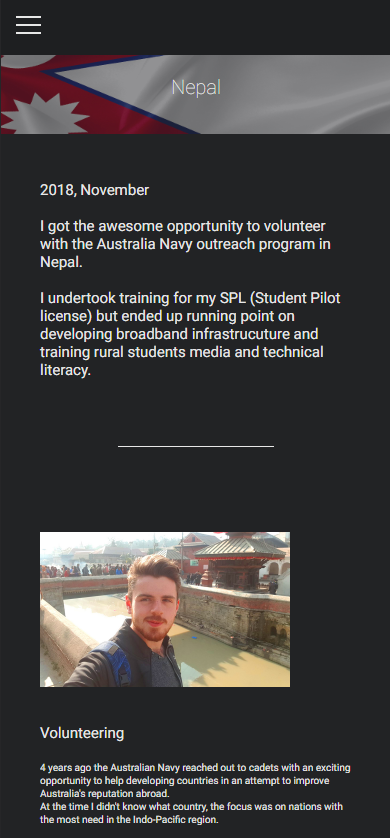 Nepal
2018, November
I got the awesome opportunity to volunteer
with the Australia Navy outreach program in
Nepal.
I undertook training for my SPL (Student Pilot
license) but ended up running point on
developing broadband infrastrucuture and
training rural students media and technical
literacy.
Volunteering
4 years ago the Australian Navy reached out to cadets with an exciting
opportunity to help developing countries in an attempt to improve
Australia's reputation abroad.
At the time I didn't know what country, the focus was on nations with
the most need in the Indo-Pacific region.